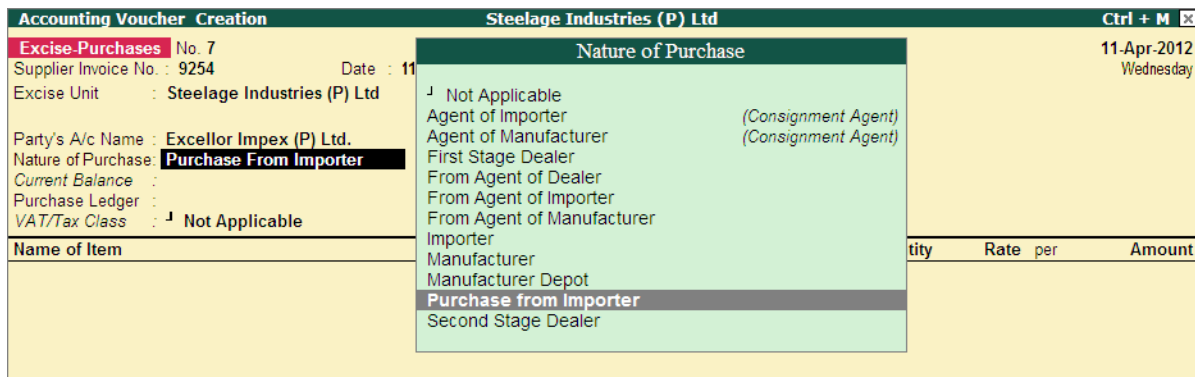 Accounting Voucher Creation Steelage Industries (P) Ltd Ctrl + M
Excise-Purchases No. 7 11-Apr-2012
Supplier Invoice No. : 9254 Date : 11 Wednesday
Excise Unit : Steelage Industries (P) Ltd
Party's A/c Name : Excellor Impex (P) Ltd.
Nature of Purchase: Purchase From Importer
Current Balance :
Purchase Ledger :
VAT/Tax Class : ┘ Not Applicable
Name of Item tity Rate per Amount
Nature of Purchase
┘ Not Applicable
Agent of Importer (Consignment Agent)
Agent of Manufacturer (Consignment Agent)
First Stage Dealer
From Agent of Dealer
From Agent of Importer
From Agent of Manufacturer
Importer
Manufacturer
Manufacturer Depot
Purchase from Importer
Second Stage Dealer